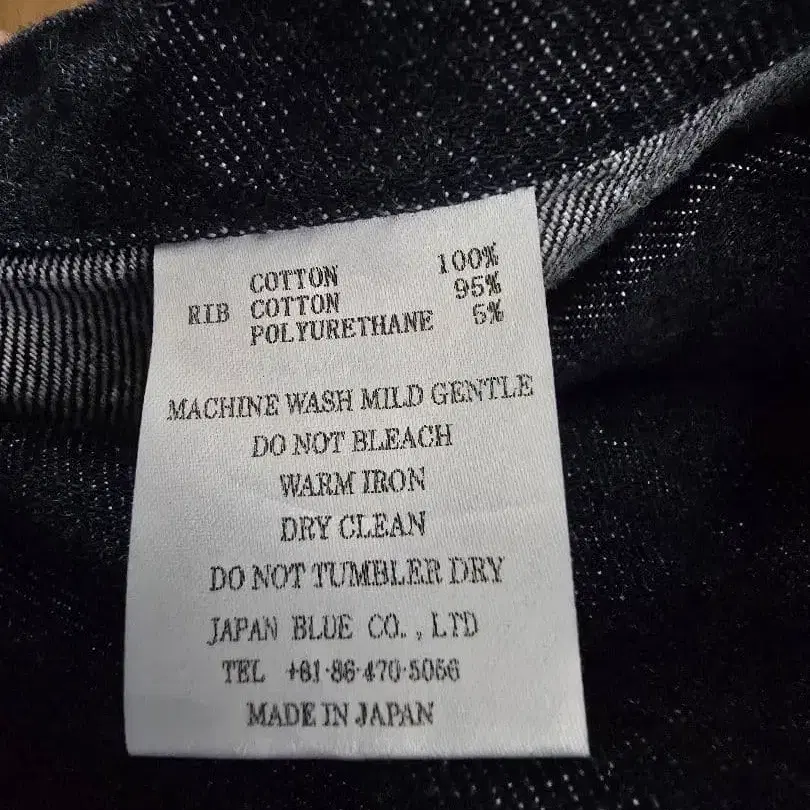 COTTON 100%
RIB COTTON 95%
POLYURETHANE 5%
MACHINE WASH MILD GENTLE
DO NOT BLEACH
WARM IRON
DRY CLEAN
DO NOT TUMBLER DRY
JAPAN BLUE CO., LTD
TEL +81-86-470-5056
MADE IN JAPAN